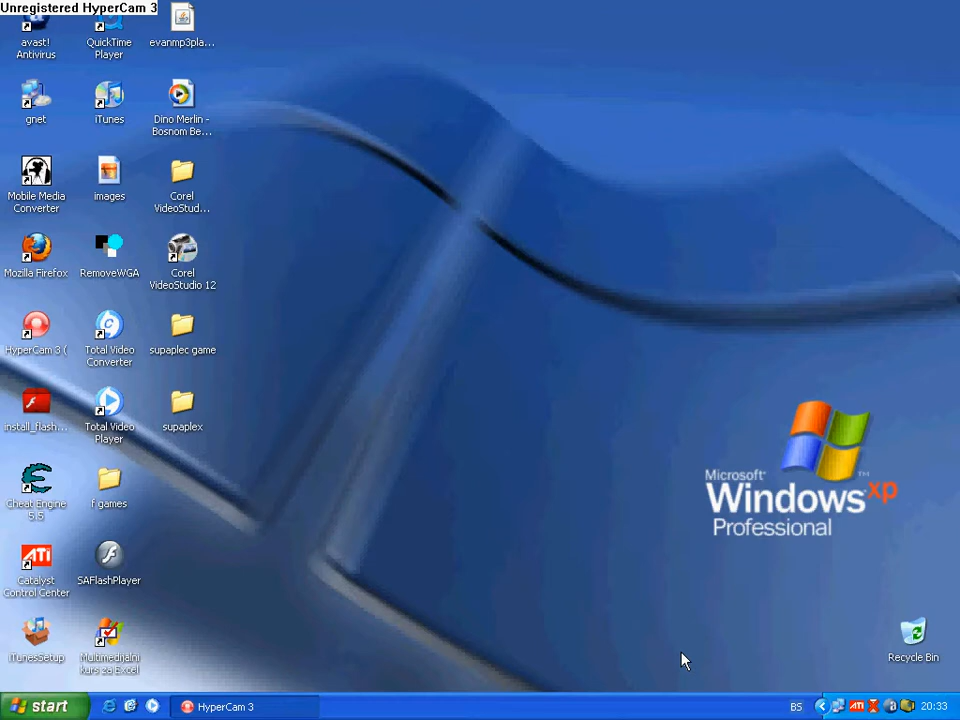 Unregistered HyperCam 3
avast!
Antivirus
QuickTime
Player
evanmp3pla...
gnet
iTunes
Dino Merlin -
Bosnom Be...
Mobile Media
Converter
images
Corel
VideoStud...
Mozilla Firefox
RemoveWGA
Corel
VideoStudio 12
HyperCam 3 (
Total Video
Converter
supaplec game
install_flash...
Total Video
Player
supaplex
Cheat Engine
5.5
f games
ATI
Catalyst
Control Center
SAFlashPlayer
iTunesSetup
Multimedijalni
kurs za Excel
Microsoft
Windows xp
TM
Professional
Recycle Bin
start
HyperCam 3
BS
ATI
20:33